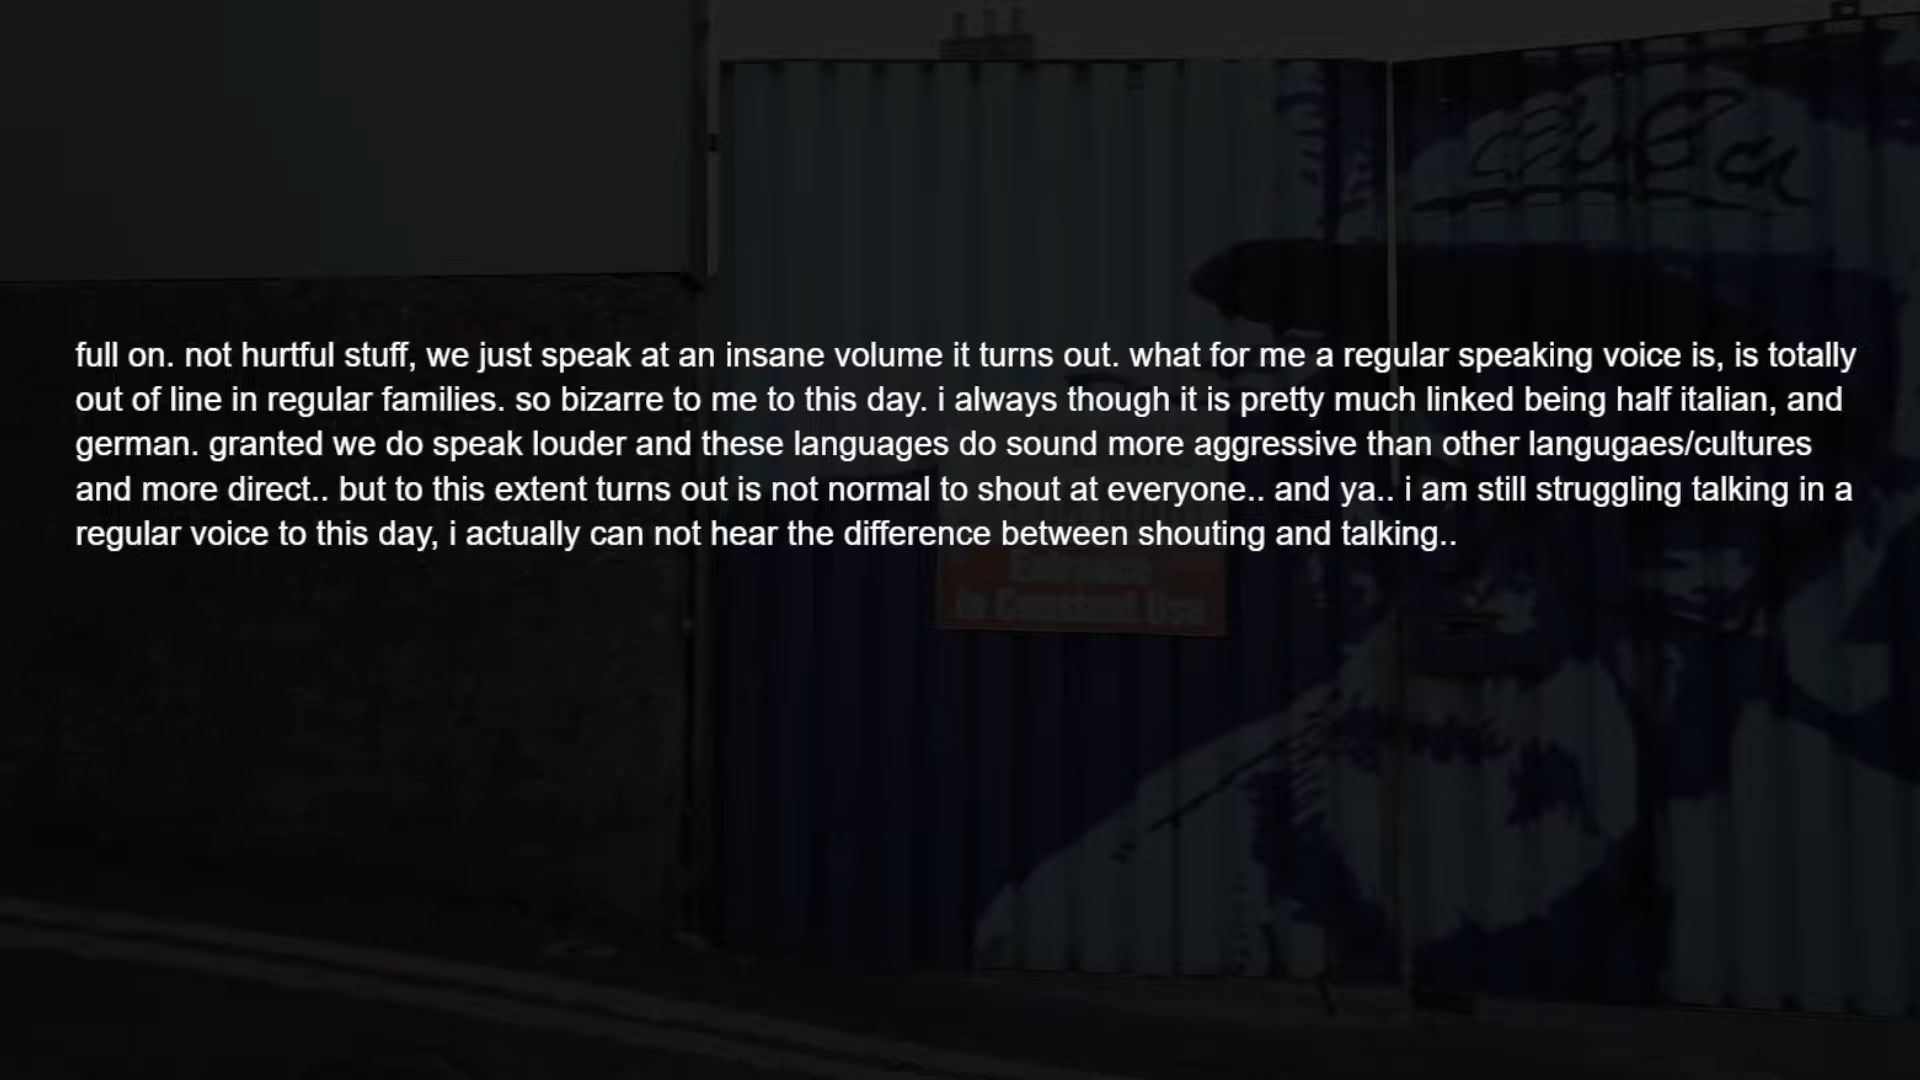 full on. not hurtful stuff, we just speak at an insane volume it turns out. what for me a regular speaking voice is, is totally
out of line in regular families. so bizarre to me to this day. i always though it is pretty much linked being half italian, and
german. granted we do speak louder and these languages do sound more aggressive than other langugaes/cultures
and more direct.. but to this extent turns out is not normal to shout at everyone.. and ya.. i am still struggling talking in a
regular voice to this day, i actually can not hear the difference between shouting and talking..
Entrance
In Constant Use